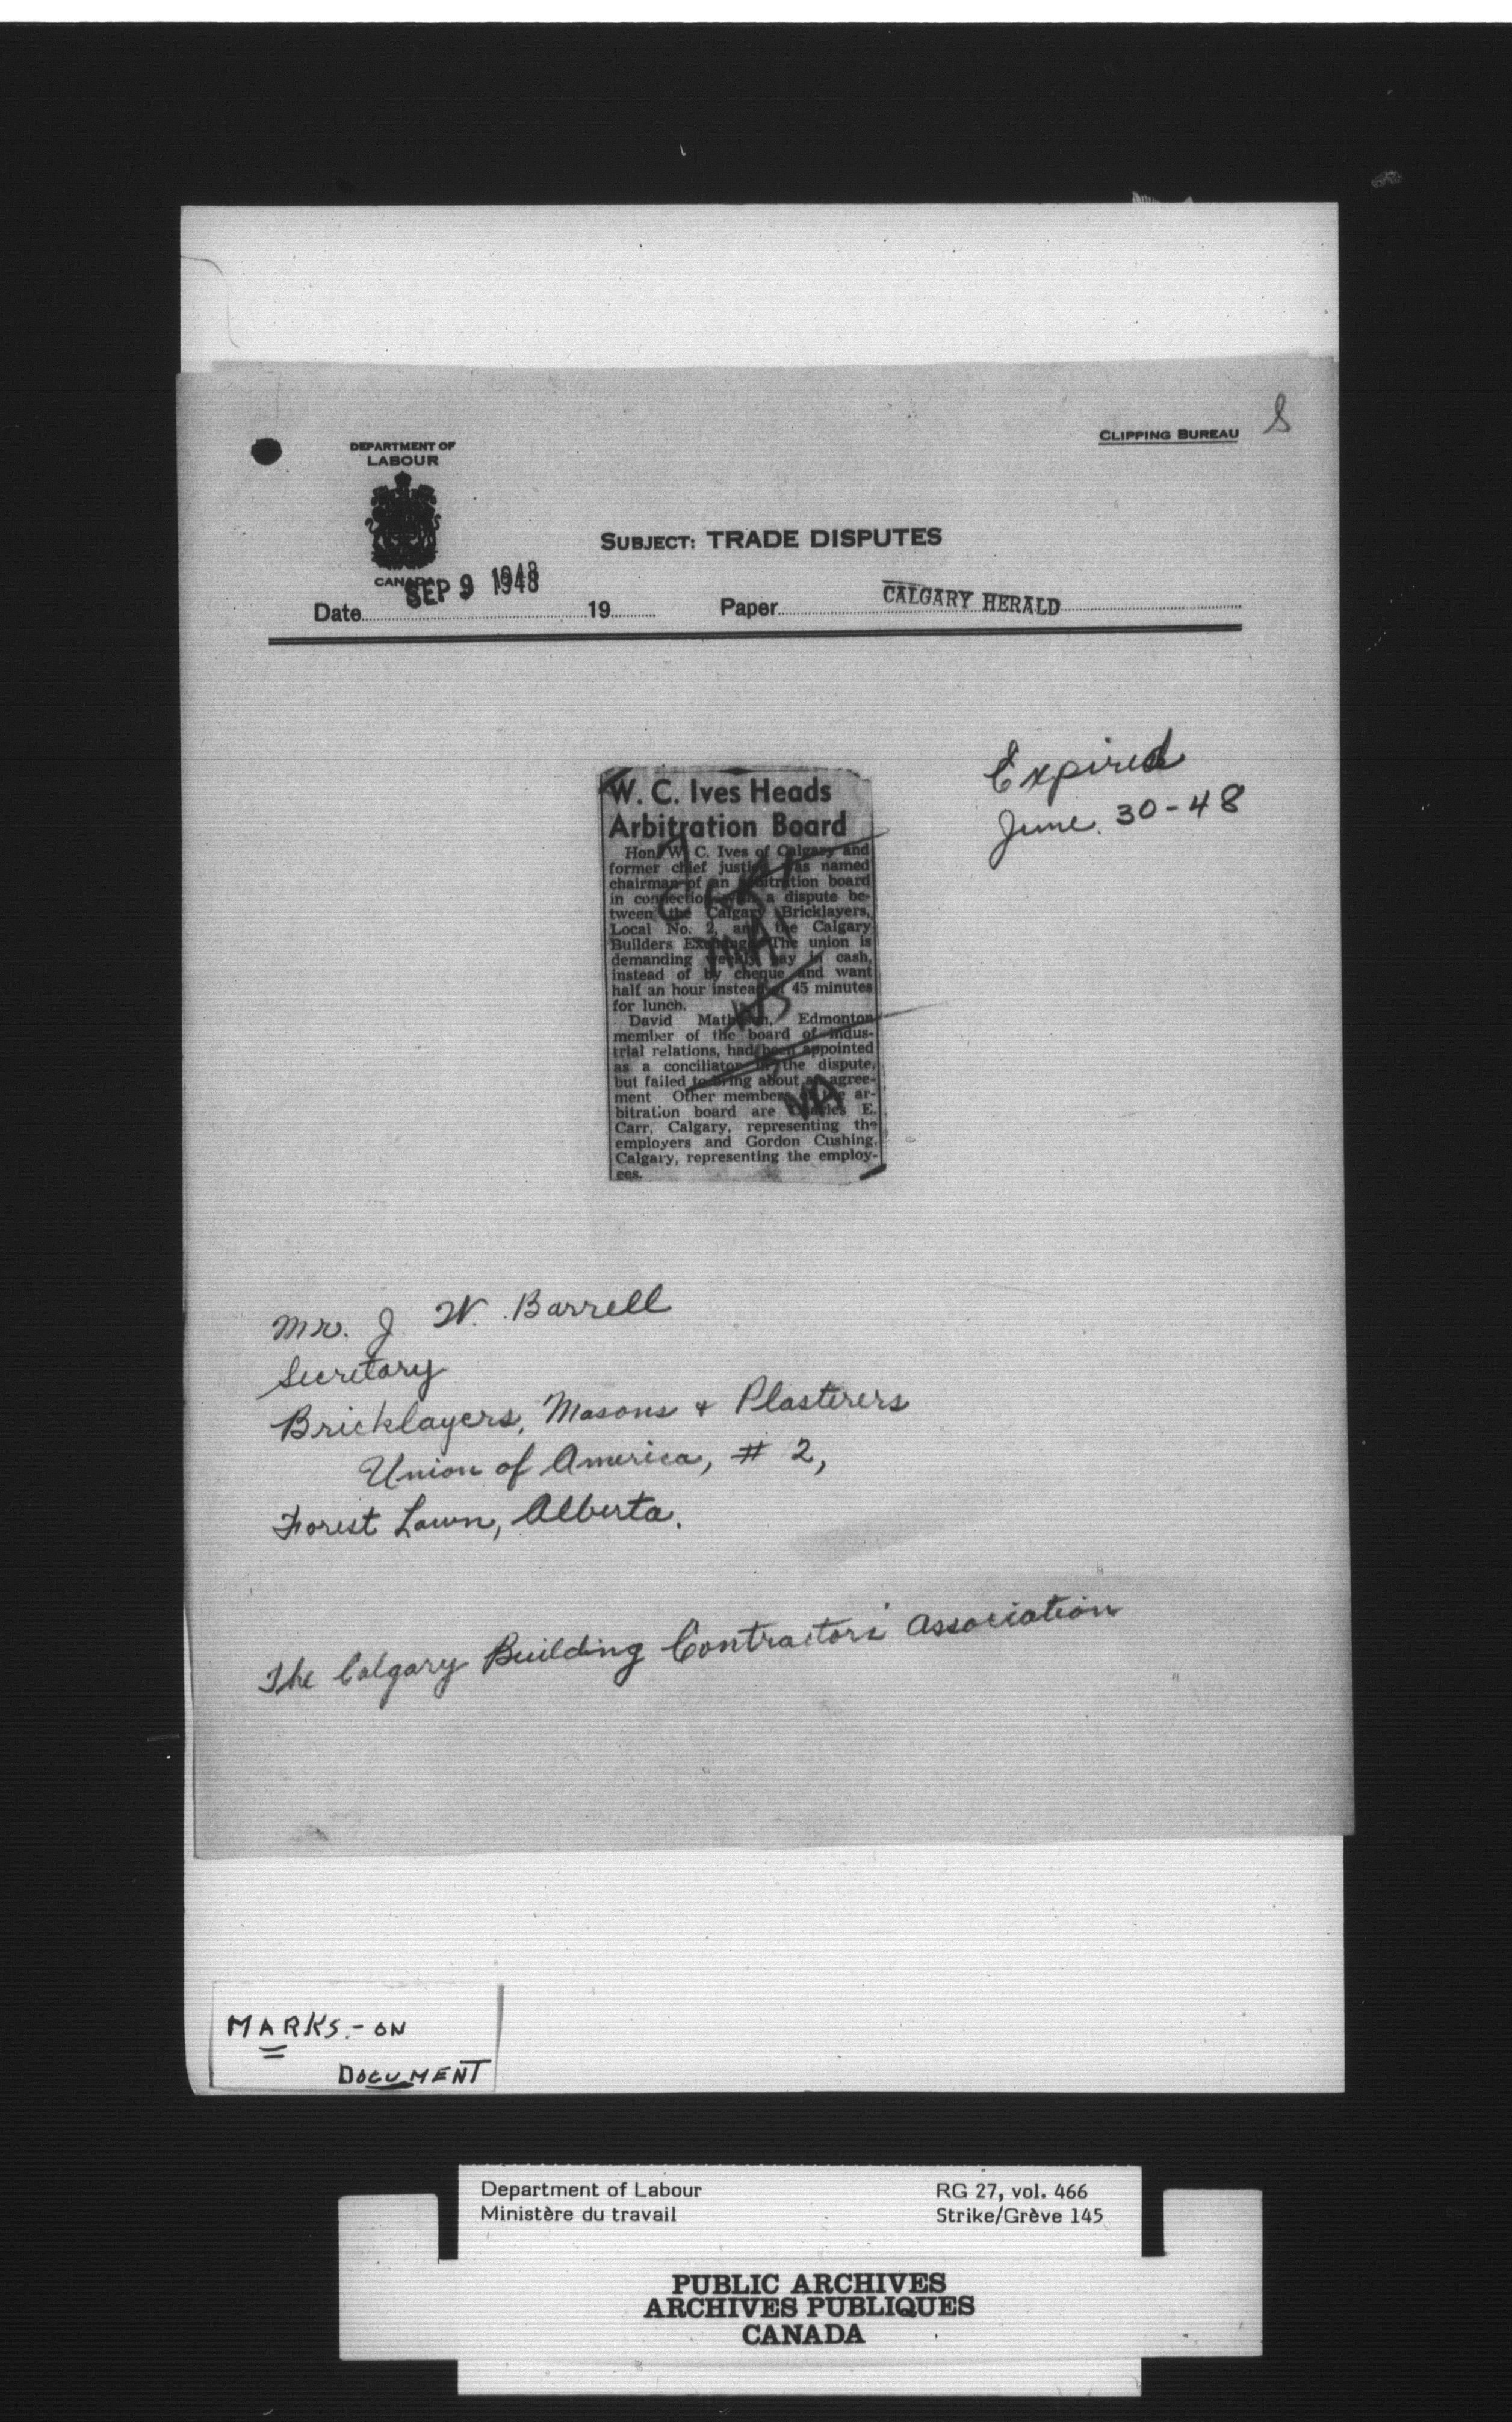 CLIPPING BUREAU
S
DEPARTMENT OF
LABOUR
CANADA
SUBJECT: TRADE DISPUTES
Date SEP 9 1948 19
Paper CALGARY HERALD
Expired
June 30-48
W. C. Ives Heads
Arbitration Board
Hon. W. C. Ives of Calgary and
former chief justice was named
chairman of an arbitration board
in connection with a dispute be-
tween the Calgary Bricklayers,
Local No. 2, and the Calgary
Builders Exchange. The union is
demanding weekly pay in cash,
instead of by cheque and want
half an hour instead of 45 minutes
for lunch.
David Edmonton
member of the board of indus-
trial relations, had been appointed
as a conciliator in the dispute,
but failed to bring about an agree-
ment Other members of the ar-
bitration board are Charles E.
Carr, Calgary, representing the
employers and Gordon Cushing,
Calgary, representing the employ-
ees.
Mr. J. W. Barrell
Secretary
Bricklayers, Masons + Plasterers
Union of America, # 2,
Forest Lawn, Alberta.
The Calgary Building Contractors' Association
MARKS.- ON
DOCUMENT
Department of Labour
Ministère du travail
RG 27, vol. 466
Strike/Grève 145
PUBLIC ARCHIVES
ARCHIVES PUBLIQUES
CANADA